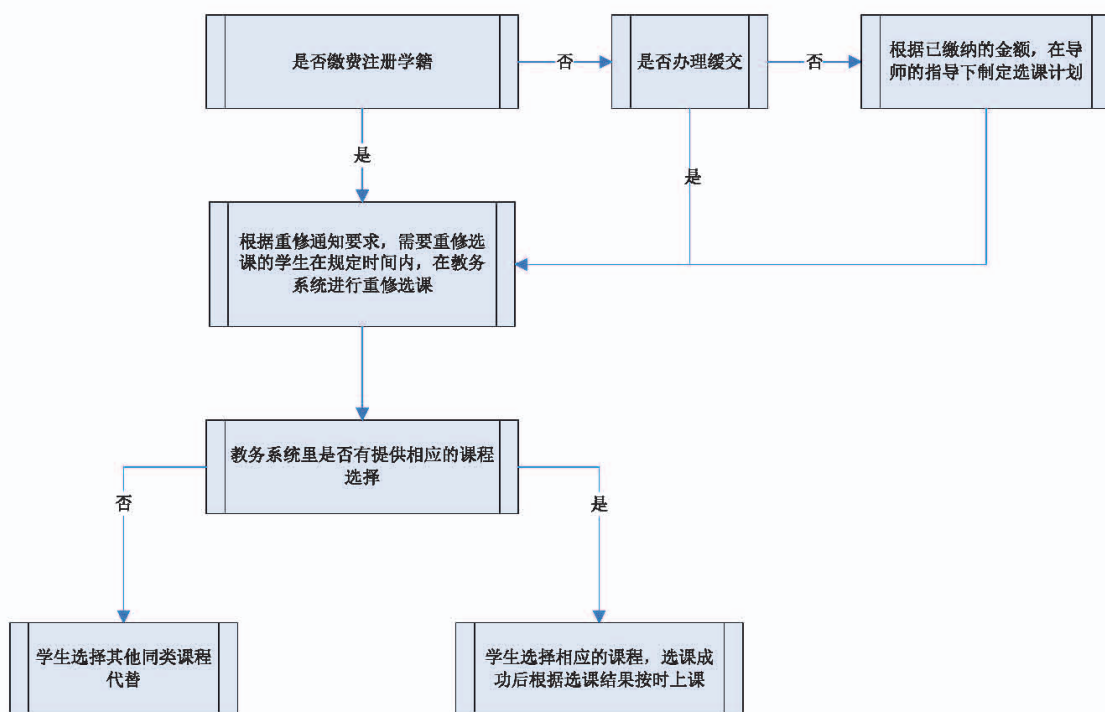 是否缴费注册学籍
否
是否办理缓交
否
根据已缴纳的金额，在导
师的指导下制定选课计划
是
是
根据重修通知要求，需要重修选
课的学生在规定时间内，在教务
系统进行重修选课
教务系统里是否有提供相应的课程
选择
否
是
学生选择其他同类课程
代替
学生选择相应的课程，选课成
功后根据选课结果按时上课